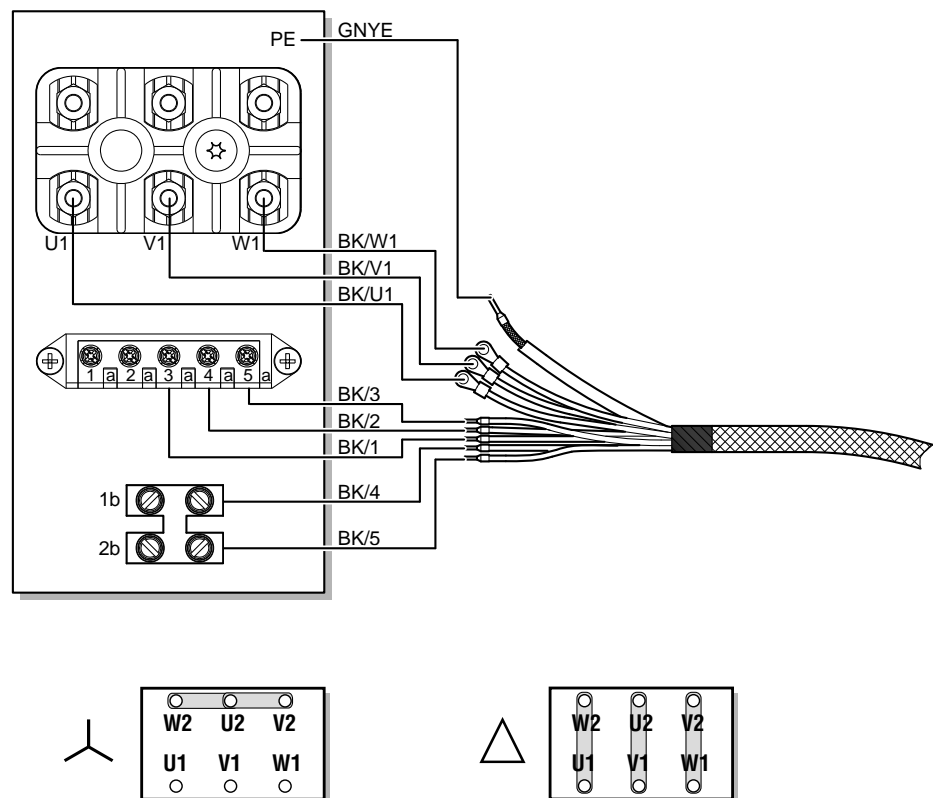 PE GNYE
U1 V1 W1
BK/W1
BK/V1
BK/U1
1 a 2 a 3 a 4 a 5 a
BK/3
BK/2
BK/1
1b BK/4
2b BK/5
W2 U2 V2
U1 V1 W1
W2 U2 V2
U1 V1 W1